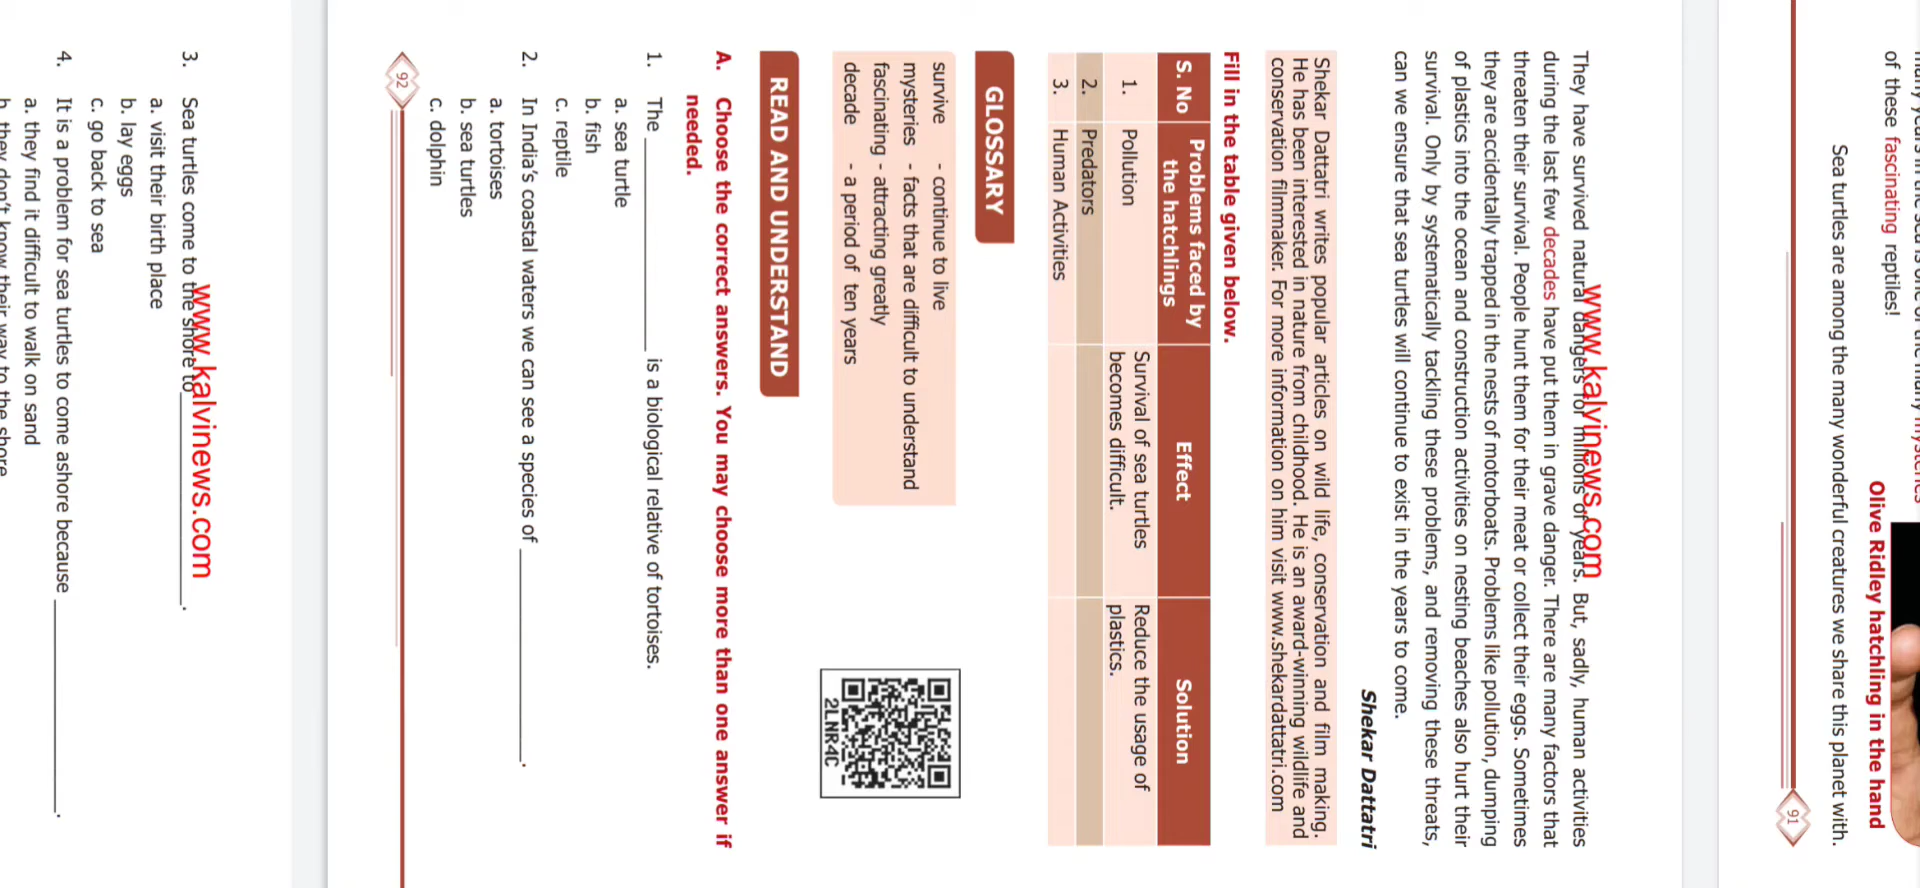 of these fascinating reptiles!
Olive Ridley hatchling in the hand
Sea turtles are among the many wonderful creatures we share this planet with.
91
www.kalvinews.com
They have survived natural dangers for millions of years. But, sadly, human activities
during the last few decades have put them in grave danger. There are many factors that
threaten their survival. People hunt them for their meat or collect their eggs. Sometimes
they are accidentally trapped in the nests of motorboats. Problems like pollution, dumping
of plastics into the ocean and construction activities on nesting beaches also hurt their
survival. Only by systematically tackling these problems, and removing these threats,
can we ensure that sea turtles will continue to exist in the years to come.
Shekar Dattatri
Shekar Dattatri writes popular articles on wild life, conservation and film making.
He has been interested in nature from childhood. He is an award-winning wildlife and
conservation filmmaker. For more information on him visit www.shekardattatri.com
Fill in the table given below.
S. No Problems faced by the hatchlings Effect Solution
1. Pollution Survival of sea turtles becomes difficult. Reduce the usage of plastics.
2. Predators
3. Human Activities
GLOSSARY
survive - continue to live
mysteries - facts that are difficult to understand
fascinating - attracting greatly
decade - a period of ten years
2LNR4C
READ AND UNDERSTAND
A. Choose the correct answers. You may choose more than one answer if
needed.
1. The ____________ is a biological relative of tortoises.
a. sea turtle
b. fish
c. reptile
2. In India's coastal waters we can see a species of ____________.
a. tortoises
b. sea turtles
c. dolphin
92
www.kalvinews.com
3. Sea turtles come to the shore to ____________.
a. visit their birth place
b. lay eggs
c. go back to sea
4. It is a problem for sea turtles to come ashore because ____________.
a. they find it difficult to walk on sand
b. they don't know their way to the shore